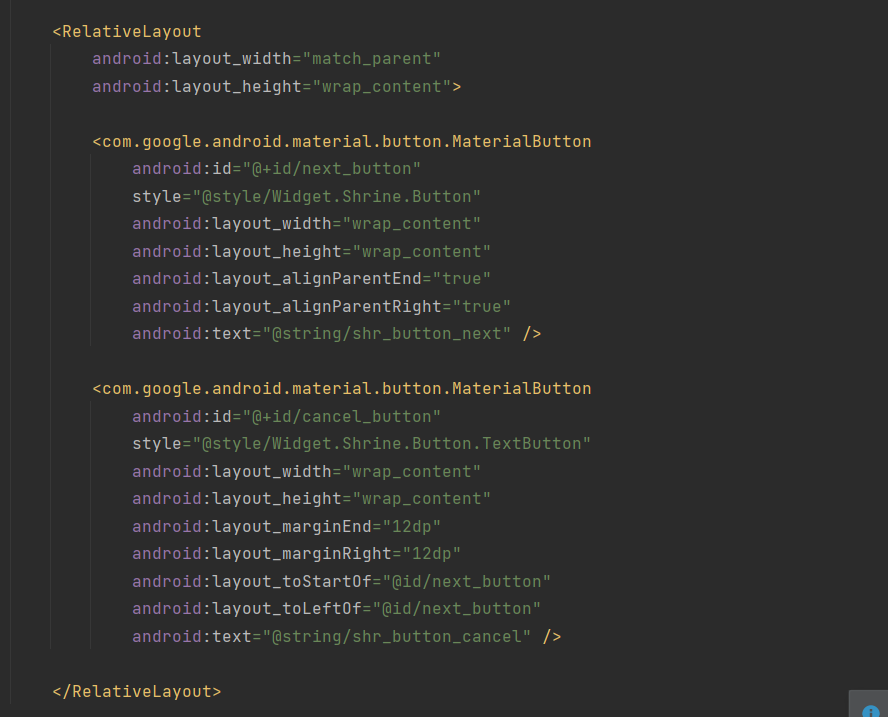 <RelativeLayout
android:layout_width="match_parent"
android:layout_height="wrap_content">
<com.google.android.material.button.MaterialButton
android:id="@+id/next_button"
style="@style/Widget.Shrine.Button"
android:layout_width="wrap_content"
android:layout_height="wrap_content"
android:layout_alignParentEnd="true"
android:layout_alignParentRight="true"
android:text="@string/shr_button_next" />
<com.google.android.material.button.MaterialButton
android:id="@+id/cancel_button"
style="@style/Widget.Shrine.Button.TextButton"
android:layout_width="wrap_content"
android:layout_height="wrap_content"
android:layout_marginEnd="12dp"
android:layout_marginRight="12dp"
android:layout_toStartOf="@id/next_button"
android:layout_toLeftOf="@id/next_button"
android:text="@string/shr_button_cancel" />
</RelativeLayout>